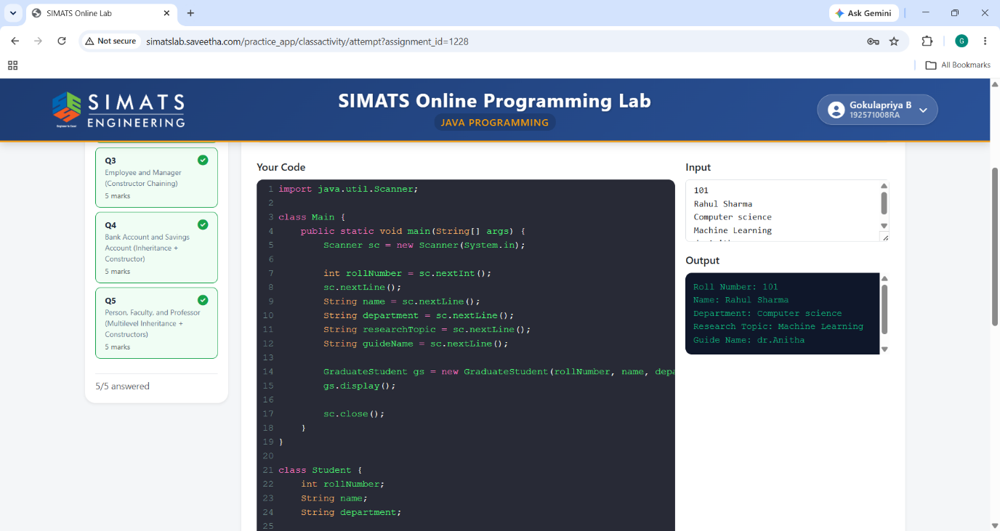 SIMATS Online Lab
Ask Gemini
Not secure
simatslab.saveetha.com/practice_app/classactivity/attempt?assignment_id=1228
G
All Bookmarks
SIMATS
ENGINEERING
Engineer to Excel
SIMATS Online Programming Lab
JAVA PROGRAMMING
Gokulapriya B
192571008RA
Q3
Employee and Manager
(Constructor Chaining)
5 marks
Q4
Bank Account and Savings
Account (Inheritance +
Constructor)
5 marks
Q5
Person, Faculty, and Professor
(Multilevel Inheritance +
Constructors)
5 marks
5/5 answered
Your Code
1 import java.util.Scanner;
2
3 class Main {
4     public static void main(String[] args) {
5         Scanner sc = new Scanner(System.in);
6
7         int rollNumber = sc.nextInt();
8         sc.nextLine();
9         String name = sc.nextLine();
10         String department = sc.nextLine();
11         String researchTopic = sc.nextLine();
12         String guideName = sc.nextLine();
13
14         GraduateStudent gs = new GraduateStudent(rollNumber, name, depa
15         gs.display();
16
17         sc.close();
18     }
19 }
20
21 class Student {
22     int rollNumber;
23     String name;
24     String department;
25
Input
101
Rahul Sharma
Computer science
Machine Learning
Output
Roll Number: 101
Name: Rahul Sharma
Department: Computer science
Research Topic: Machine Learning
Guide Name: dr.Anitha